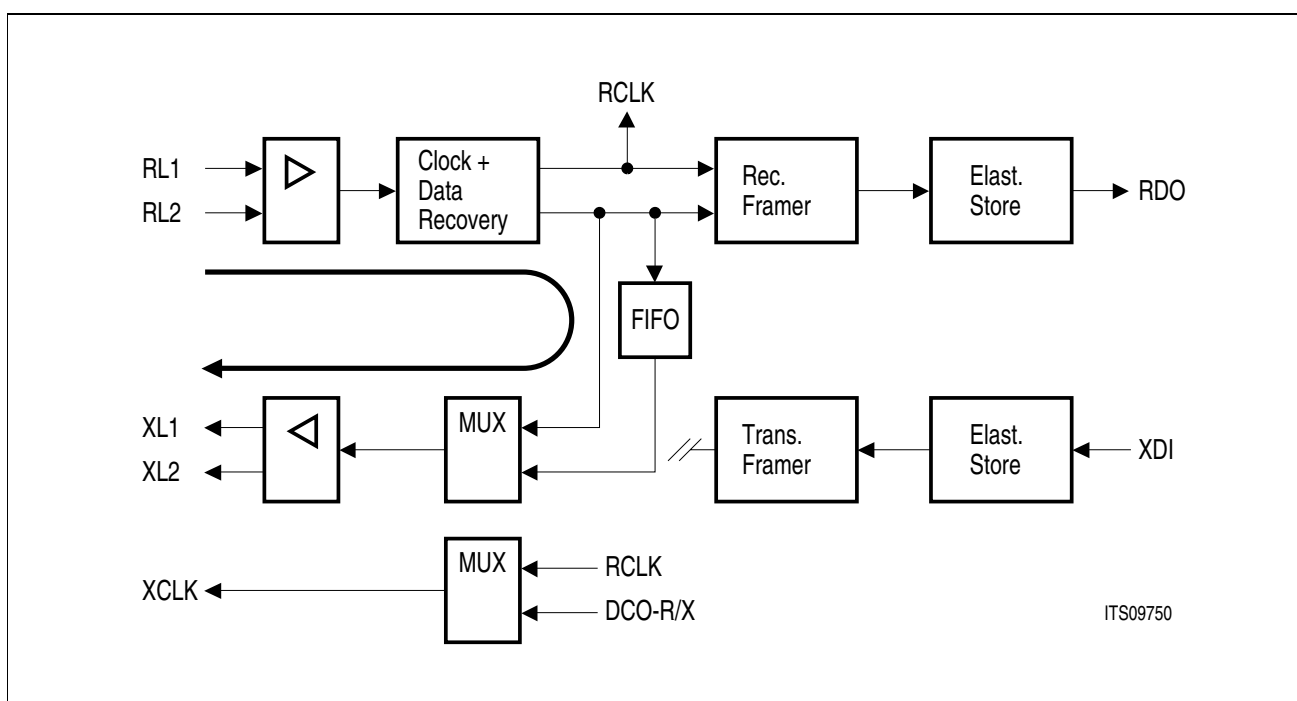 RCLK
RL1
RL2
Clock +
Data
Recovery
Rec.
Framer
Elast.
Store
RDO
FIFO
XL1
XL2
MUX
Trans.
Framer
Elast.
Store
XDI
XCLK
MUX
RCLK
DCO-R/X
ITS09750